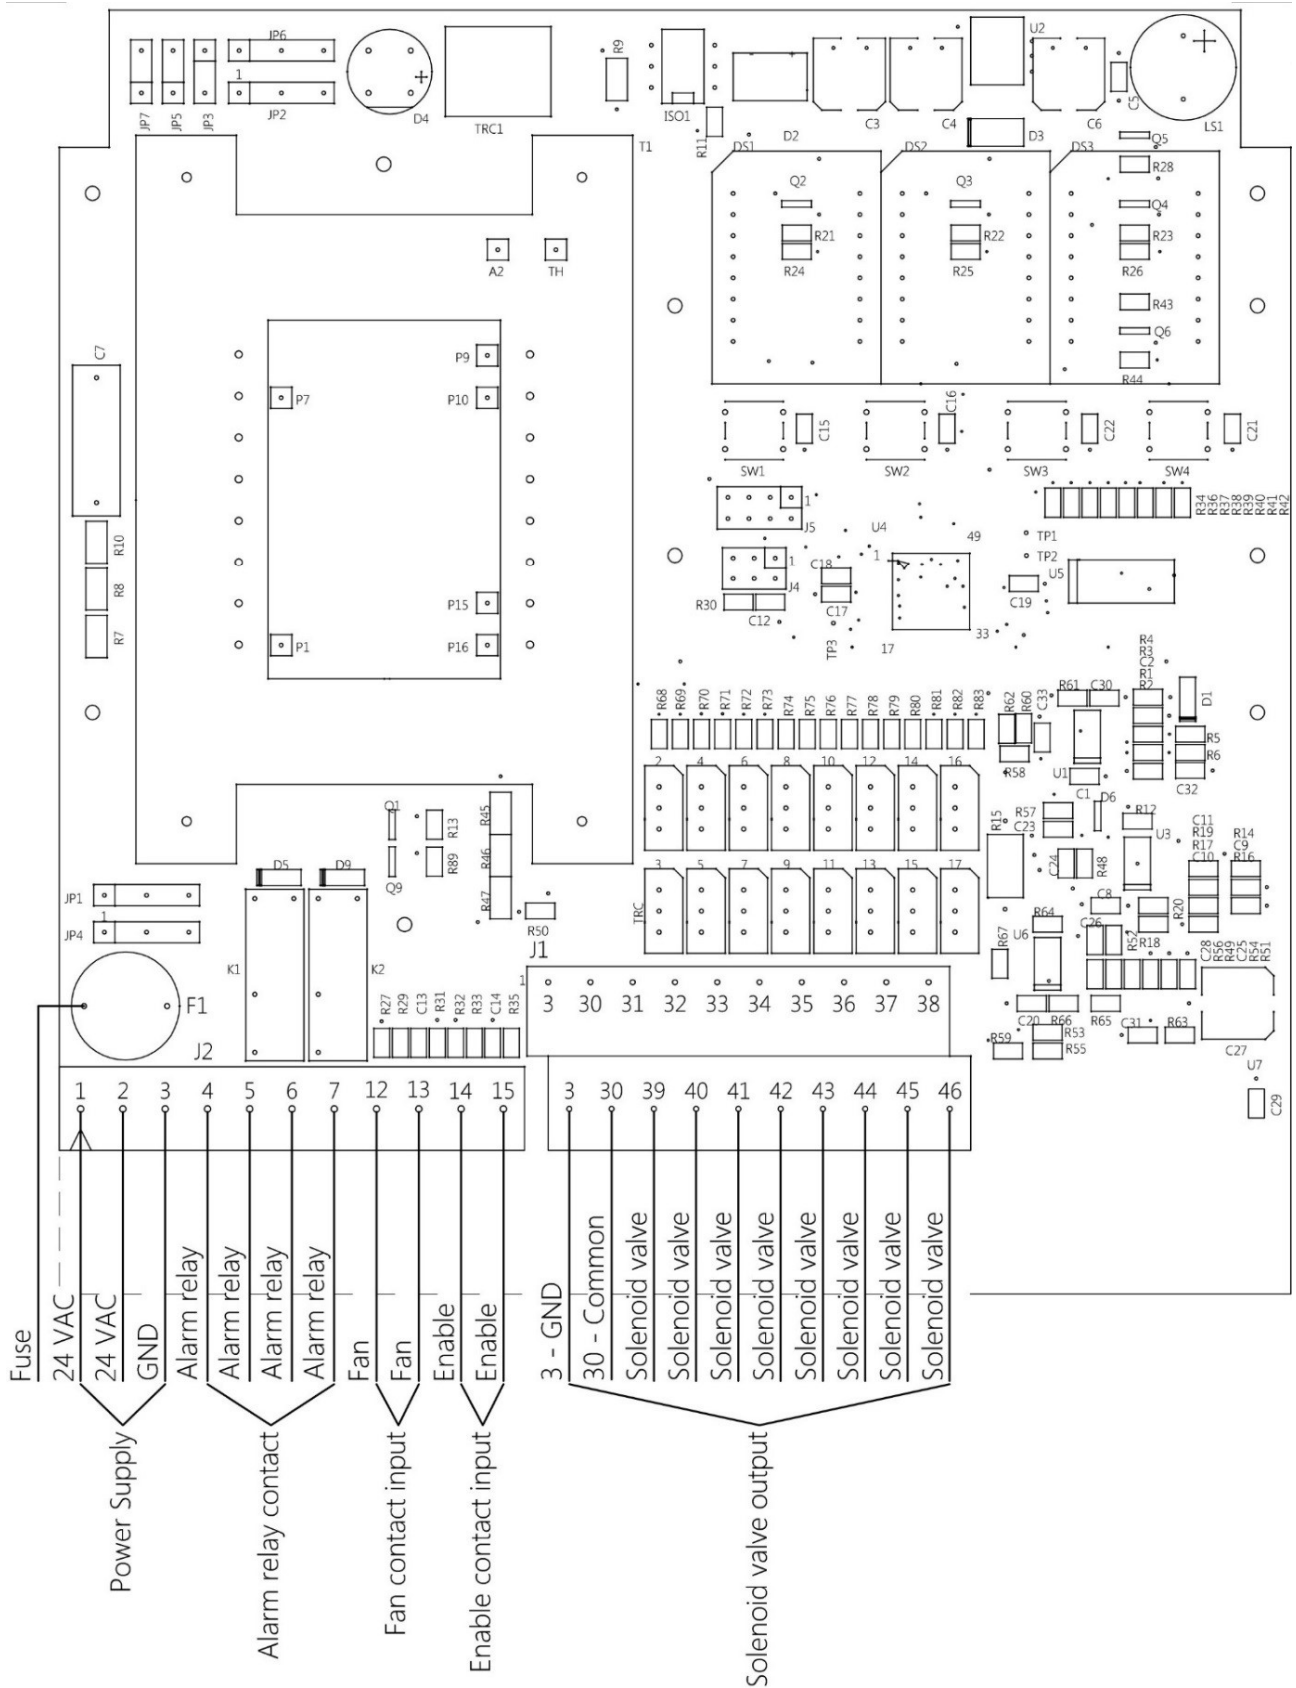 JP7
JP5
JP3
JP6
1
JP2
D4
+
TRC1
R9
ISO1
R11
T1
- +
D2
C3
C4
U2
D3
C6
C5
+
LS1
DS1
DS2
DS3
Q5
R28
Q2
Q3
Q4
R21
R22
R23
R24
R25
R26
R43
Q6
R44
A2
TH
C7
P9
P7
P10
P15
P1
P16
R10
R8
R7
C15
C16
C22
C21
SW1
SW2
SW3
SW4
1
J5
1
J4
R34
R36
R37
R38
R39
R40
R41
R42
U4
49
1
33
17
TP1
TP2
TP3
U5
C18
C17
C19
R30
C12
R68
R69
R70
R71
R72
R73
R74
R75
R76
R77
R78
R79
R80
R81
R82
R83
R62
R60
C33
R58
R61
C30
U1
C1
R4
R3
C2
R1
R2
D1
R5
R6
C32
2 4 6 8 10 12 14 16
TRC
3 5 7 9 11 13 15 17
R15
R57
C23
D6
R12
U3
C24
R48
C11
R19
R17
C10
R14
C9
R16
C8
R20
R18
R64
C26
R52
R67
U6
C28
R56
R49
C25
R54
R51
C20
R66
R65
R53
R55
R59
C31
R63
C27
U7
C29
Q1
R13
Q9
R89
R45
R46
R47
R50
D5
D9
K1
K2
JP1
1
JP4
F1
J2
R27
R29
C13
R31
R32
R33
C14
R35
J1
1
3 30 31 32 33 34 35 36 37 38
1 2 3 4 5 6 7 12 13 14 15
3 30 39 40 41 42 43 44 45 46
Fuse
24 VAC
24 VAC
GND
Alarm relay
Alarm relay
Alarm relay
Alarm relay
Fan
Fan
Enable
Enable
3 - GND
30 - Common
Solenoid valve
Solenoid valve
Solenoid valve
Solenoid valve
Solenoid valve
Solenoid valve
Solenoid valve
Solenoid valve
Power Supply
Alarm relay contact
Fan contact input
Enable contact input
Solenoid valve output